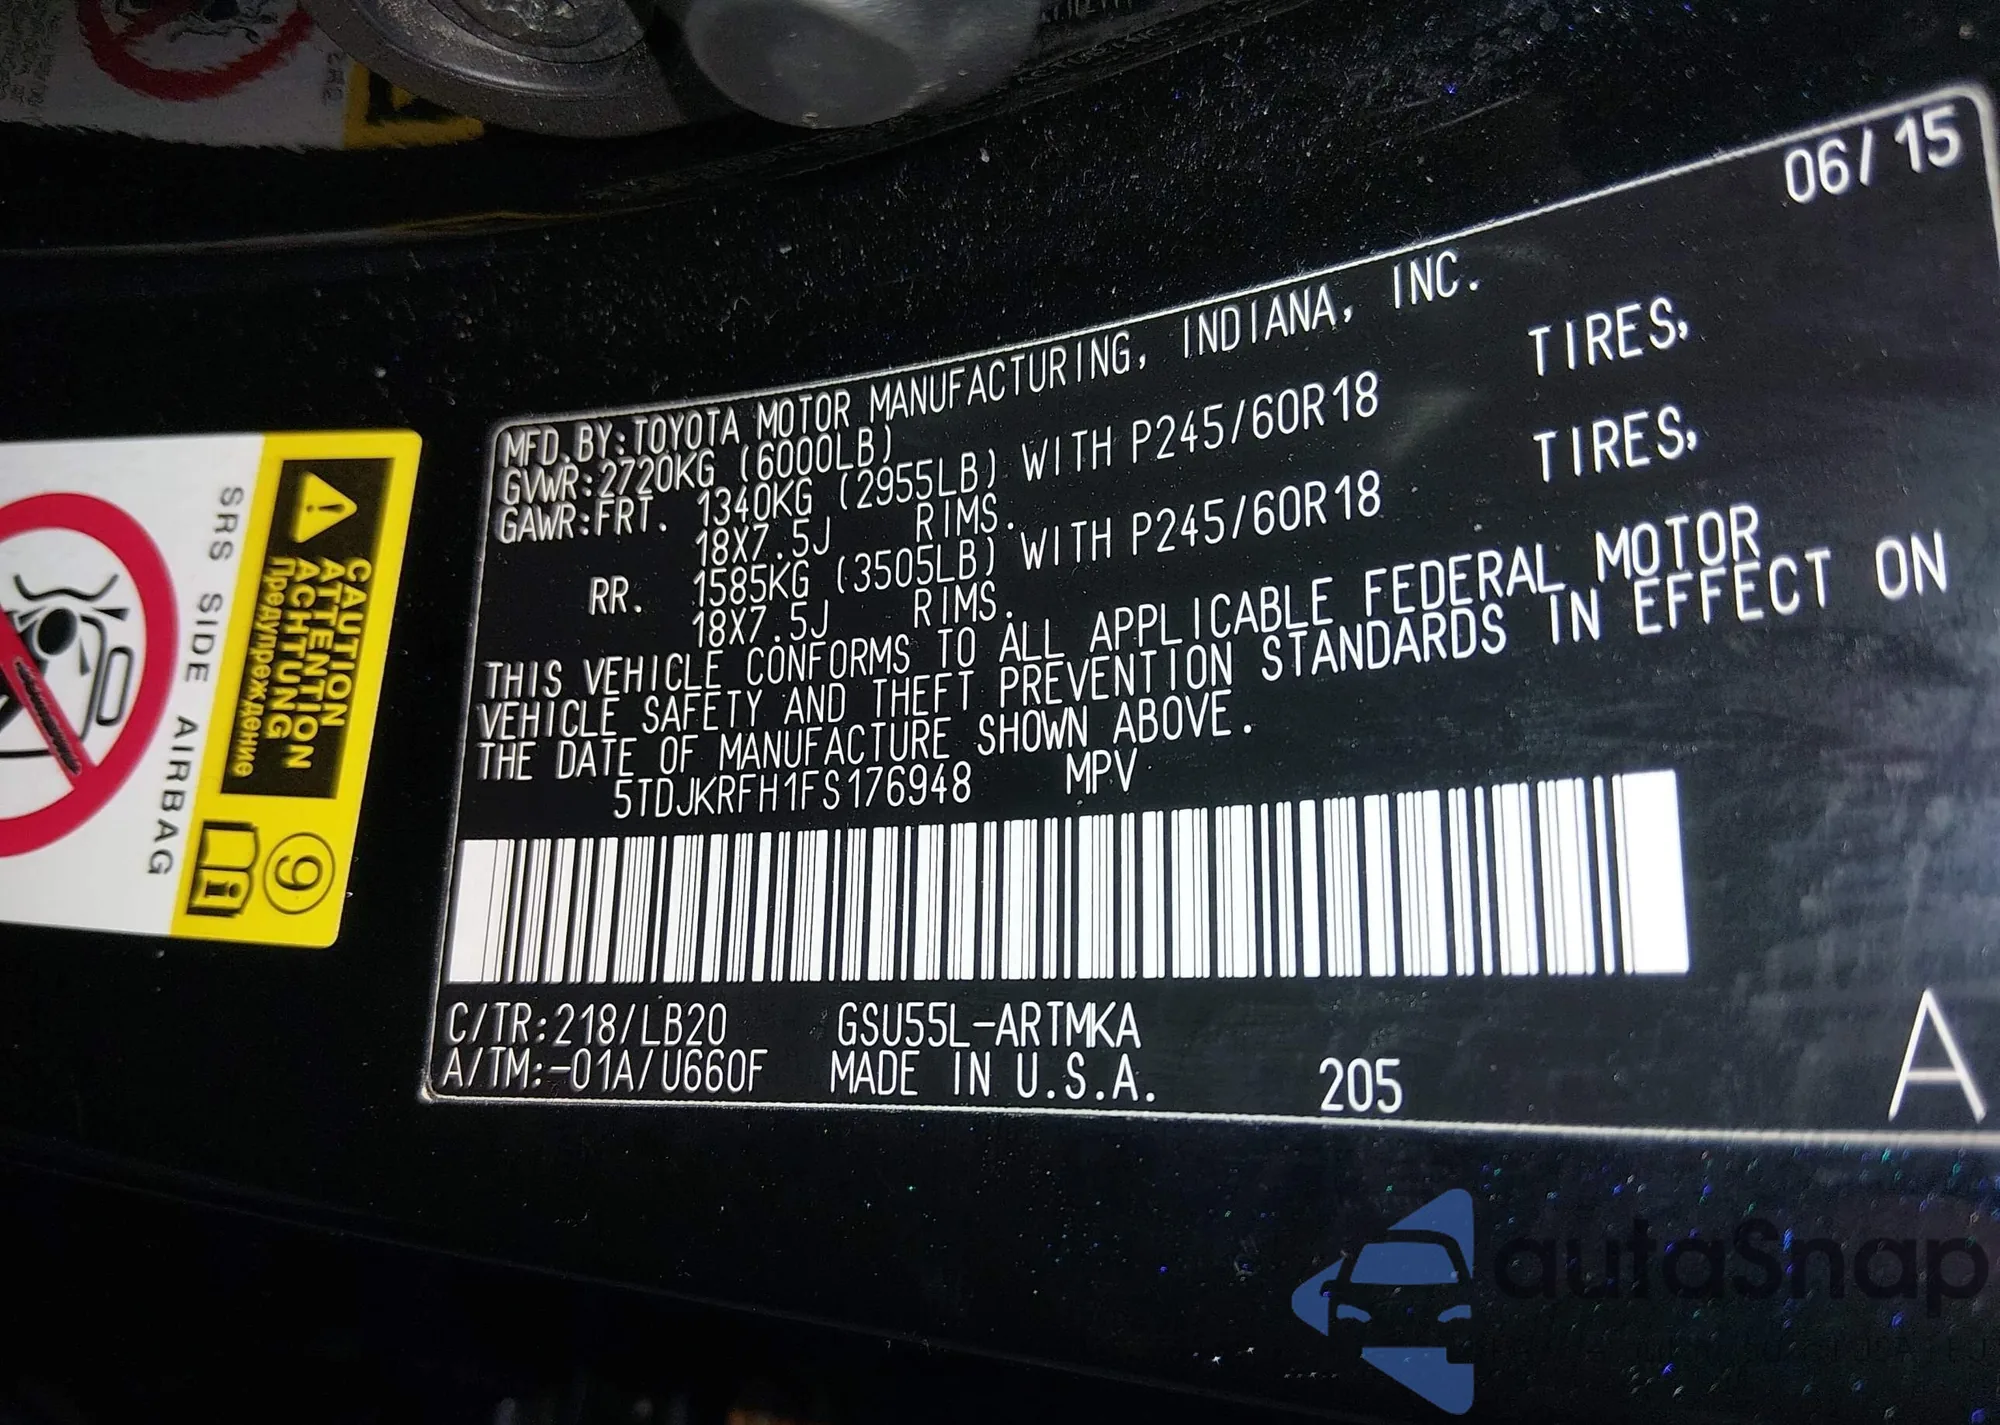 06/15
MFD.BY:TOYOTA MOTOR MANUFACTURING, INDIANA, INC.
GVWR:2720KG (6000LB)
GAWR:FRT. 1340KG (2955LB) WITH P245/60R18 TIRES,
18X7.5J RIMS.
RR. 1585KG (3505LB) WITH P245/60R18 TIRES,
18X7.5J RIMS.
THIS VEHICLE CONFORMS TO ALL APPLICABLE FEDERAL MOTOR
VEHICLE SAFETY AND THEFT PREVENTION STANDARDS IN EFFECT ON
THE DATE OF MANUFACTURE SHOWN ABOVE.
5TDJKRFH1FS176948 MPV
C/TR:218/LB20 GSU55L-ARTMKA
A/TM:-01A/U660F MADE IN U.S.A. 205 A
CAUTION
ATTENTION
ACHTUNG
Предупреждение
9
i
SRS SIDE AIRBAG
autaSnap